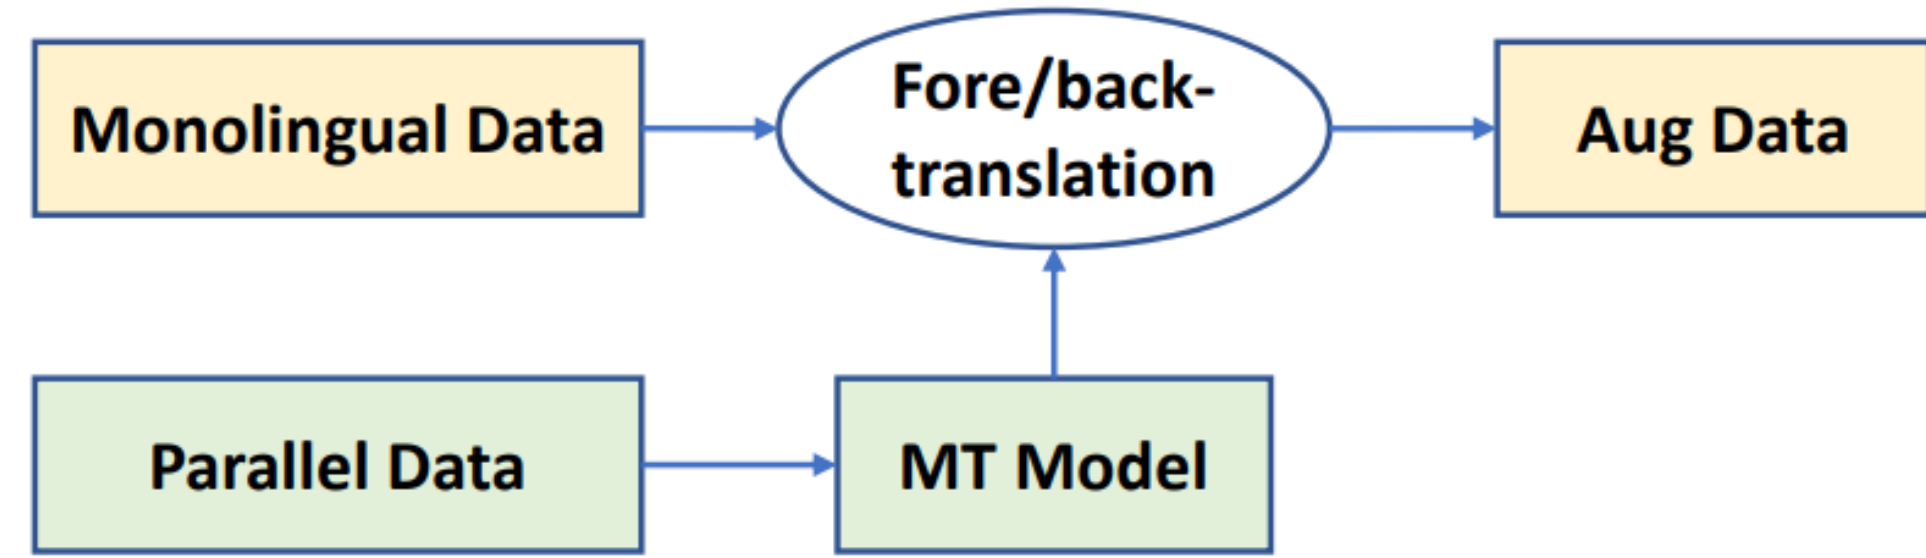 Monolingual Data
Fore/back-
translation
Aug Data
Parallel Data
MT Model